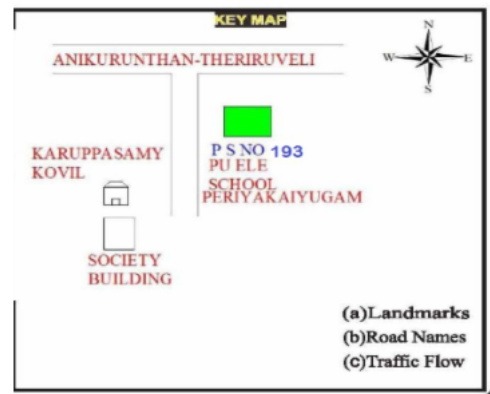 KEY MAP
N
ANIKURUNTHAN-THERIRUVELI
W
E
S
P S NO 193
KARUPPASAMY
KOVIL
PU ELE
SCHOOL
PERIYAKAIYUGAM
SOCIETY
BUILDING
(a)Landmarks
(b)Road Names
(c)Traffic Flow